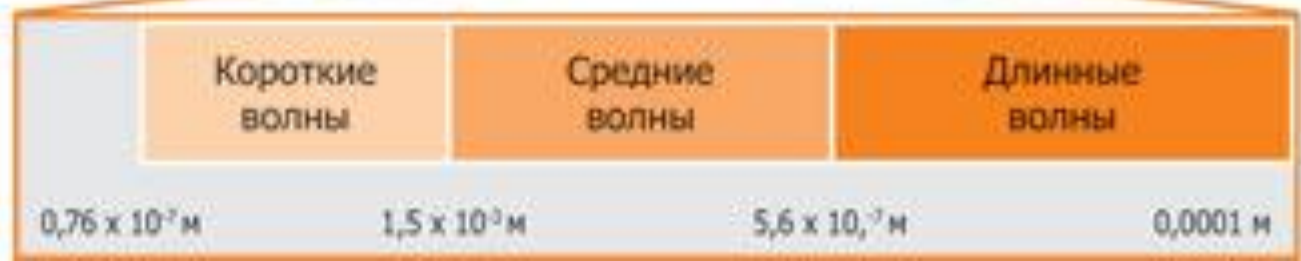 Короткие
волны
Средние
волны
Длинные
волны
0,76 x 10⁻⁷ м
1,5 x 10⁻³ м
5,6 x 10,⁻⁷ м
0,0001 м